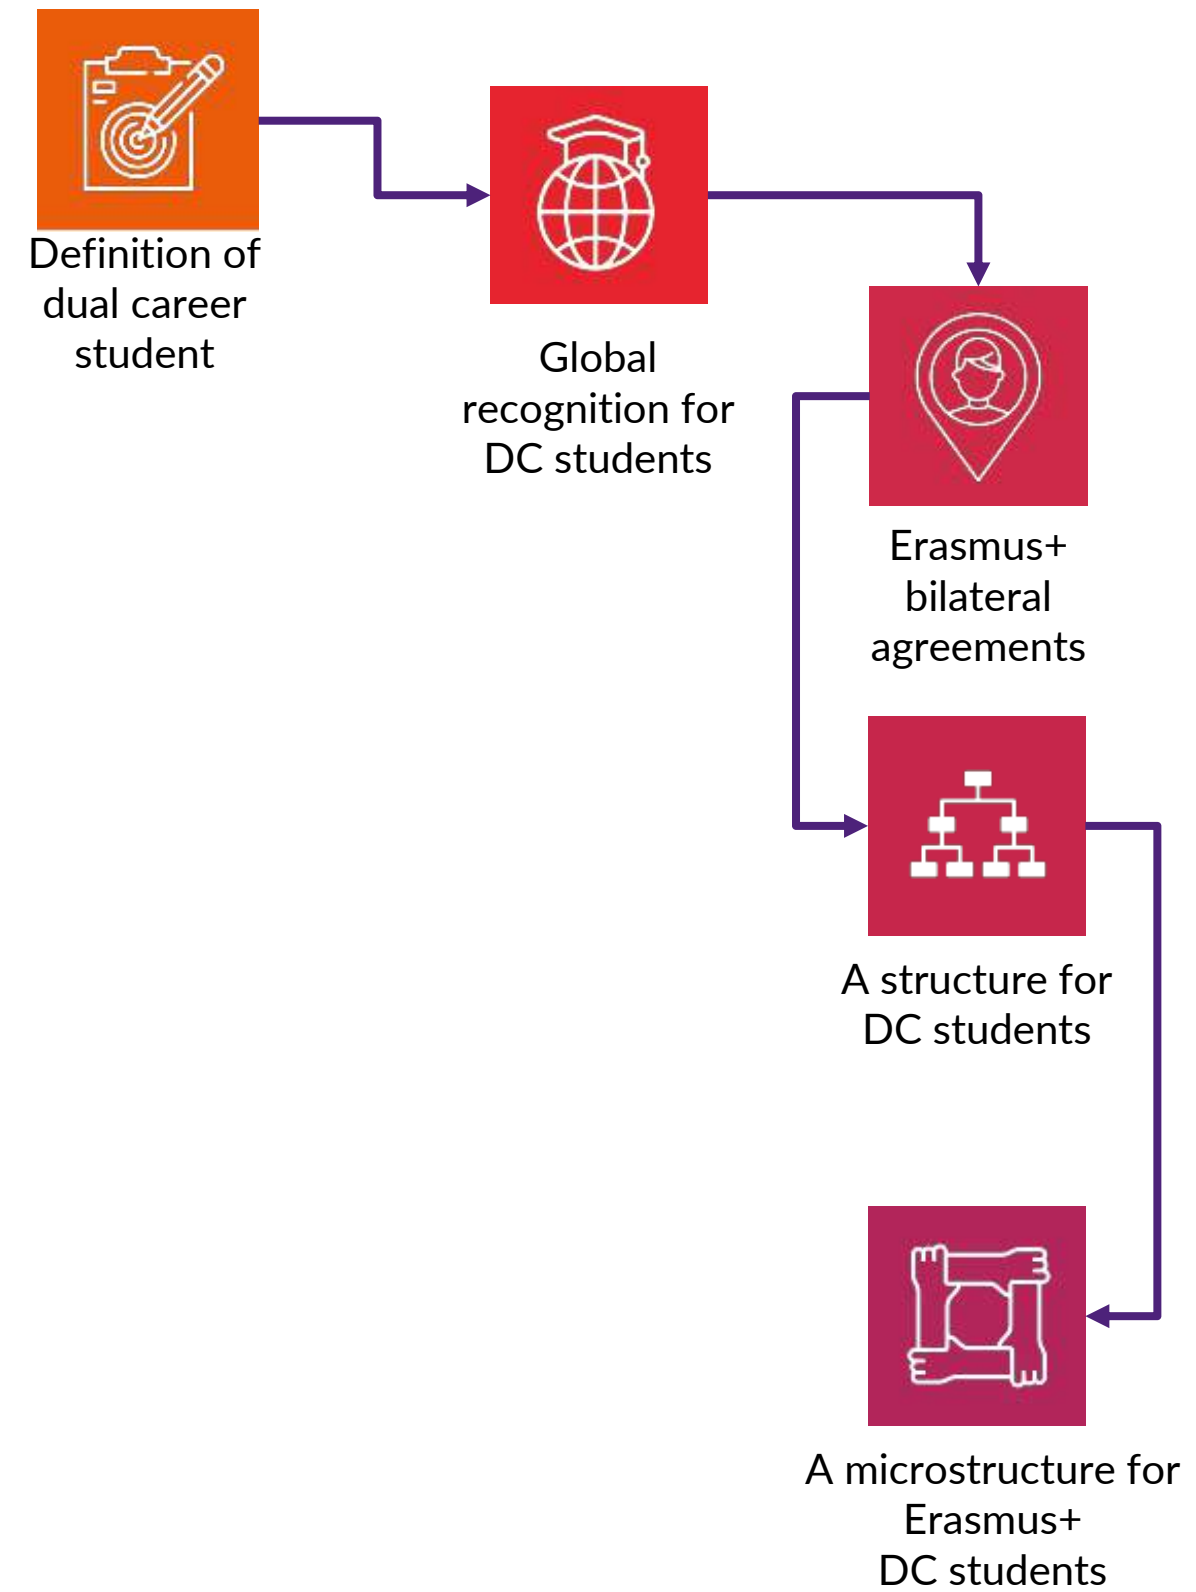 Definition of
dual career
student
Global
recognition for
DC students
Erasmus+
bilateral
agreements
A structure for
DC students
A microstructure for
Erasmus+
DC students